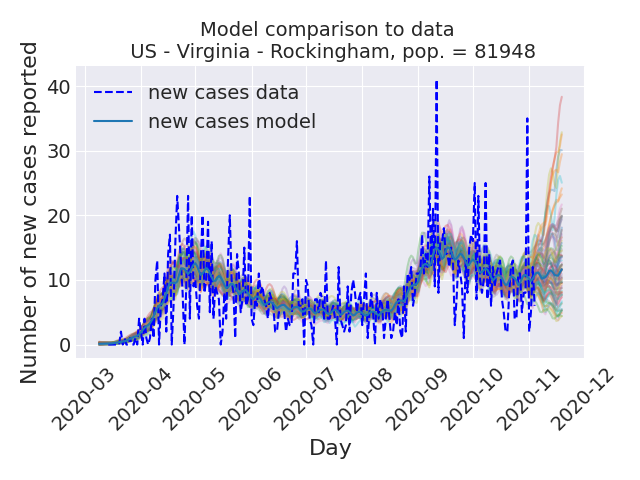 Model comparison to data
US - Virginia - Rockingham, pop. = 81948
Number of new cases reported
40
30
20
10
0
new cases data
new cases model
2020-03
2020-04
2020-05
2020-06
2020-07
2020-08
2020-09
2020-10
2020-11
2020-12
Day